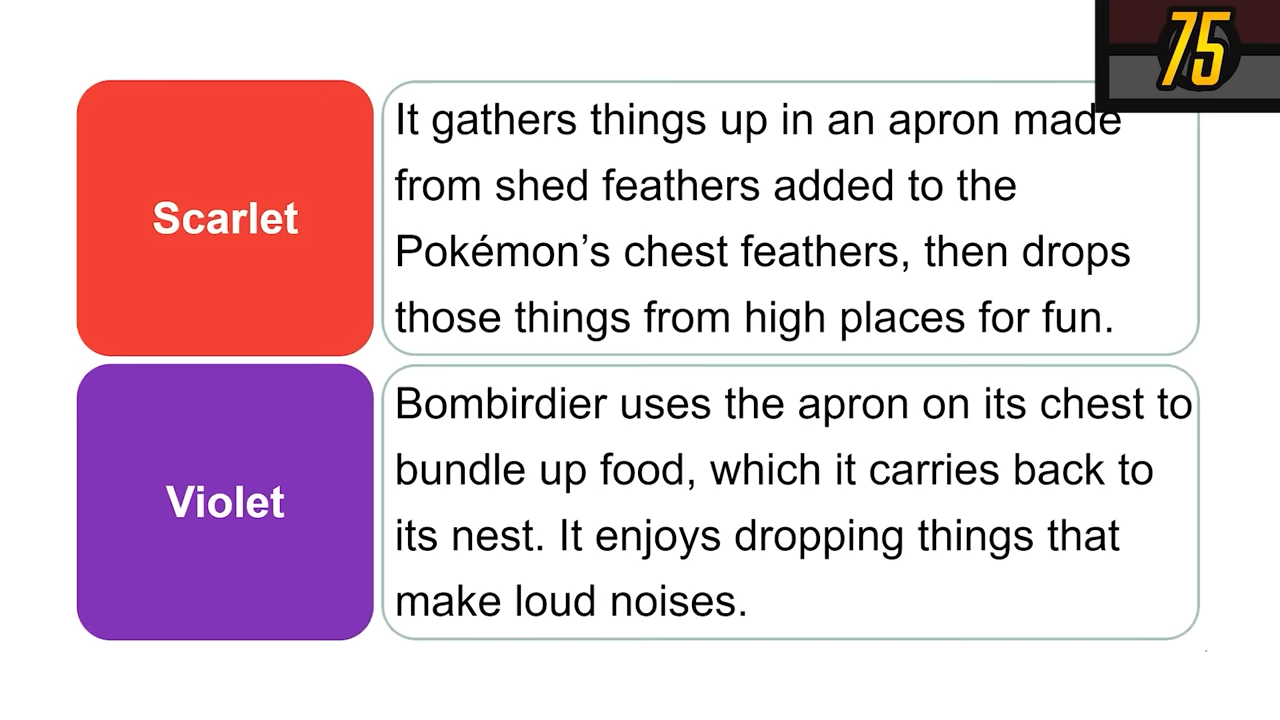 75
It gathers things up in an apron made
from shed feathers added to the
Scarlet
Pokémon’s chest feathers, then drops
those things from high places for fun.
Bombirdier uses the apron on its chest to
bundle up food, which it carries back to
Violet
its nest. It enjoys dropping things that
make loud noises.